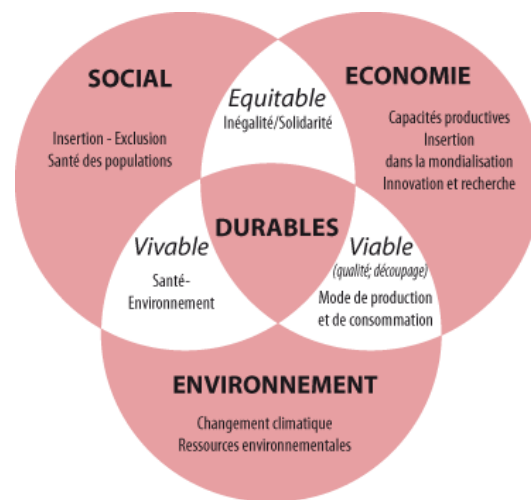 SOCIAL
Insertion - Exclusion
Santé des populations
ECONOMIE
Capacités productives
Insertion
dans la mondialisation
Innovation et recherche
Equitable
Inégalité/Solidarité
DURABLES
Vivable
Santé-
Environnement
Viable
(qualité; découpage)
Mode de production
et de consommation
ENVIRONNEMENT
Changement climatique
Ressources environnementales